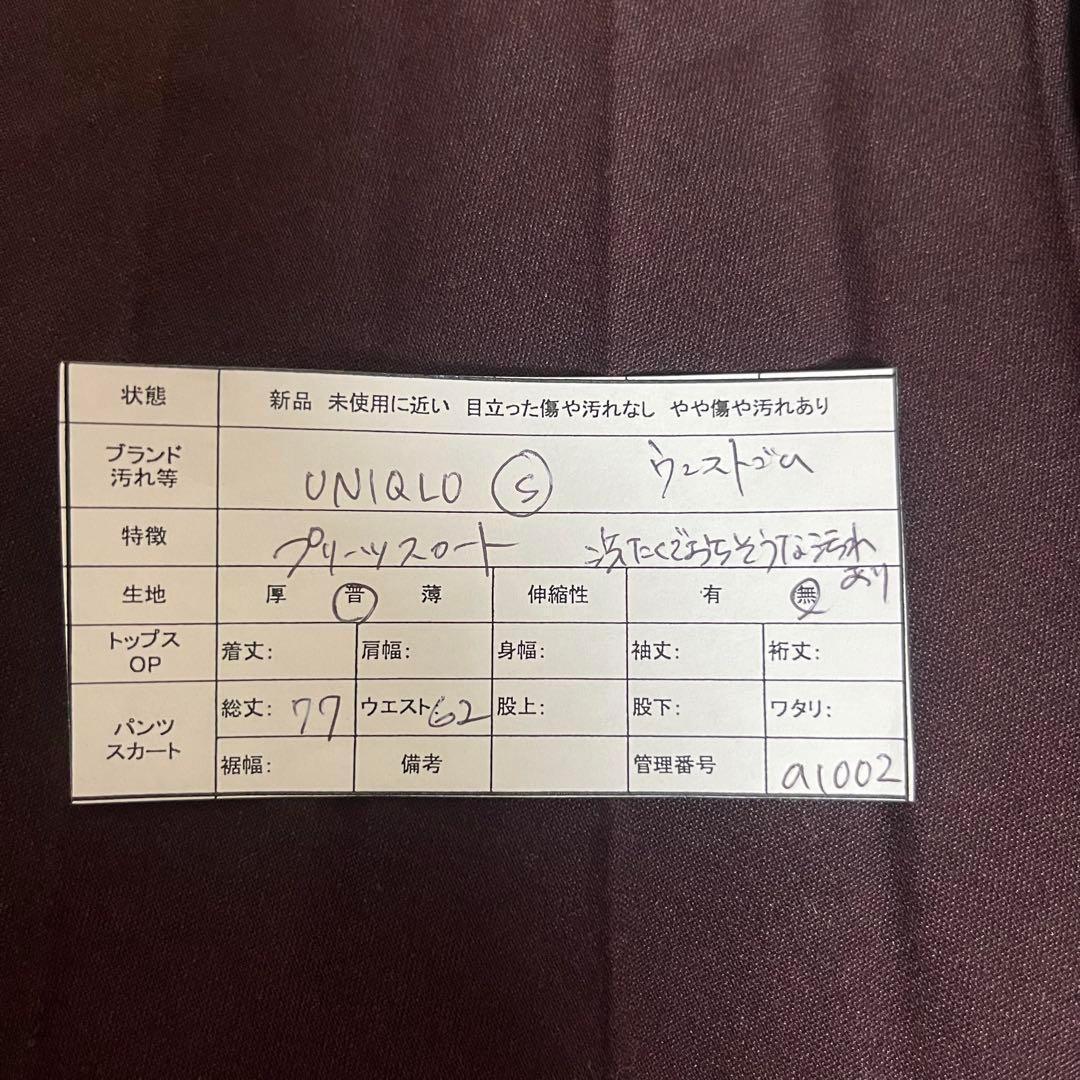 状態 新品 未使用に近い 目立った傷や汚れなし やや傷や汚れあり
ブランド
汚れ等 UNIQLO S ウエストゴム
特徴 プリーツスカート 洗たくでおちそうな汚れ
あり
生地 厚 普 薄 伸縮性 有 無
トップス
OP 着丈: 肩幅: 身幅: 袖丈: 裄丈:
パンツ
スカート 総丈: 77 ウエスト: 62 股上: 股下: ワタリ:
裾幅: 備考 管理番号 a1002